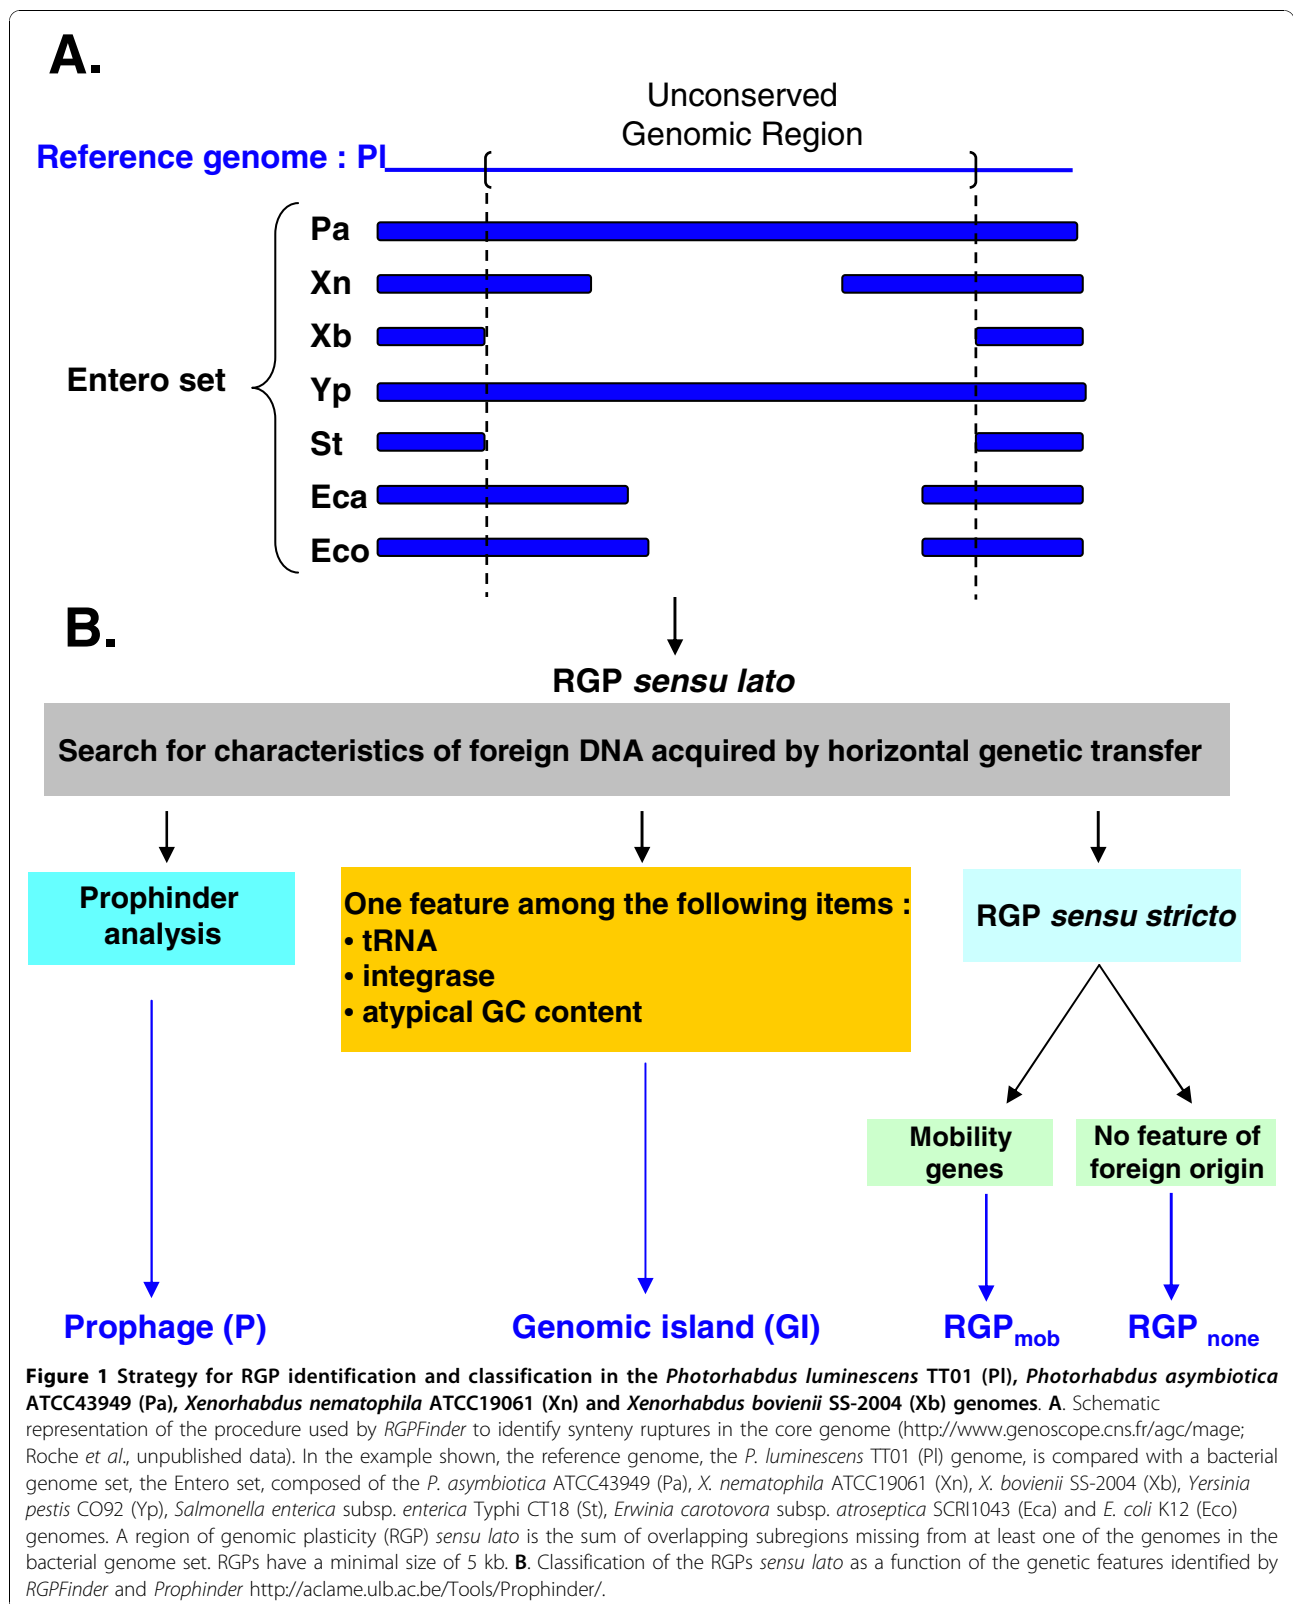 A.
Unconserved
Genomic Region
Reference genome : Pl
Entero set
Pa
Xn
Xb
Yp
St
Eca
Eco
B.
RGP sensu lato
Search for characteristics of foreign DNA acquired by horizontal genetic transfer
Prophinder
analysis
One feature among the following items :
• tRNA
• integrase
• atypical GC content
RGP sensu stricto
Mobility
genes
No feature of
foreign origin
Prophage (P)
Genomic island (GI)
RGPmob
RGP none
Figure 1 Strategy for RGP identification and classification in the Photorhabdus luminescens TT01 (Pl), Photorhabdus asymbiotica
ATCC43949 (Pa), Xenorhabdus nematophila ATCC19061 (Xn) and Xenorhabdus bovienii SS-2004 (Xb) genomes. A. Schematic
representation of the procedure used by RGPFinder to identify synteny ruptures in the core genome (http://www.genoscope.cns.fr/agc/mage;
Roche et al., unpublished data). In the example shown, the reference genome, the P. luminescens TT01 (Pl) genome, is compared with a bacterial
genome set, the Entero set, composed of the P. asymbiotica ATCC43949 (Pa), X. nematophila ATCC19061 (Xn), X. bovienii SS-2004 (Xb), Yersinia
pestis CO92 (Yp), Salmonella enterica subsp. enterica Typhi CT18 (St), Erwinia carotovora subsp. atroseptica SCRI1043 (Eca) and E. coli K12 (Eco)
genomes. A region of genomic plasticity (RGP) sensu lato is the sum of overlapping subregions missing from at least one of the genomes in the
bacterial genome set. RGPs have a minimal size of 5 kb. B. Classification of the RGPs sensu lato as a function of the genetic features identified by
RGPFinder and Prophinder http://aclame.ulb.ac.be/Tools/Prophinder/.